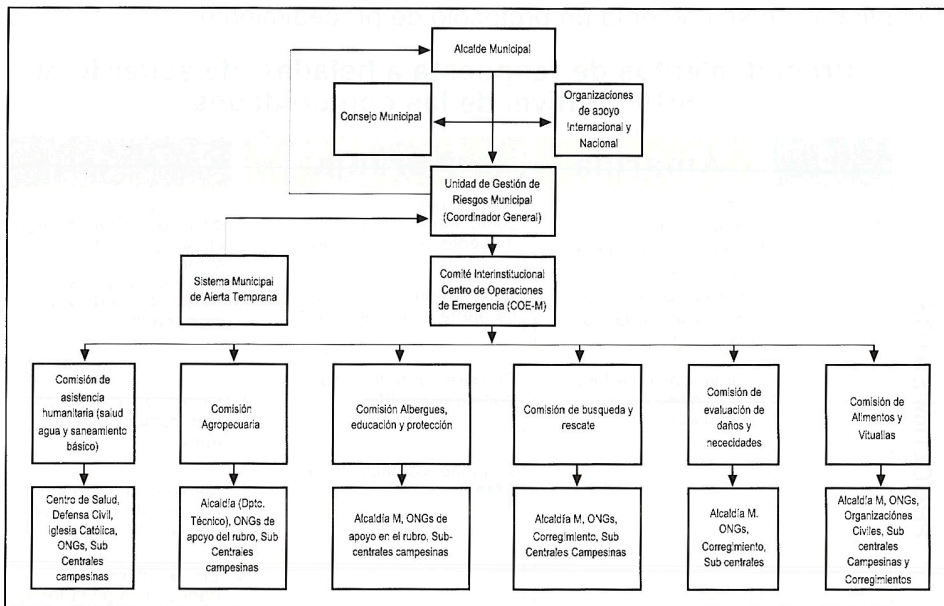 Alcalde Municipal
Consejo Municipal
Organizaciones
de apoyo
Internacional y
Nacional
Unidad de Gestión de
Riesgos Municipal
(Coordinador General)
Sistema Municipal
de Alerta Temprana
Comité Interinstitucional
Centro de Operaciones
de Emergencia (COE-M)
Comisión de
asistencia
humanitaria (salud
agua y saneamiento
básico)
Comisión
Agropecuaria
Comisión Albergues,
educación y protección
Comisión de busqueda y
rescate
Comisión de
evaluación de
daños y
nececidades
Comisión de
Alimentos y
Vituallas
Centro de Salud,
Defensa Civil,
Iglesia Católica,
ONGs, Sub
Centrales
campesinas
Alcaldía (Dpto.
Técnico), ONGs de
apoyo del rubro, Sub
Centrales
campesinas
Alcaldía M, ONGs de
apoyo en el rubro, Sub-
centrales campesinas
Alcaldía M, ONGs,
Corregimiento, Sub
Centrales Campesinas
Alcaldía M.
ONGs,
Corregimiento,
Sub centrales
Alcaldía M, ONGs,
Organizaciónes
Civiles, Sub
centrales
Campesinas y
Corregimientos